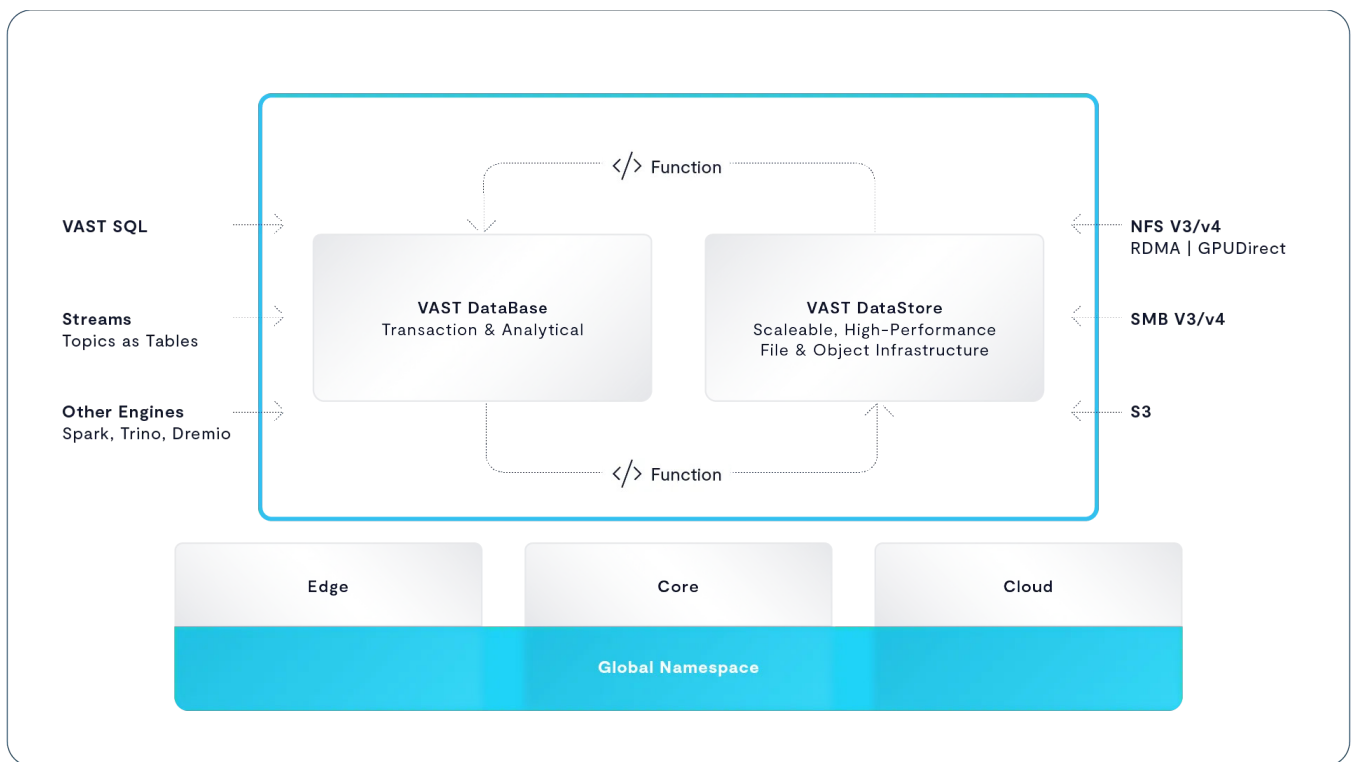 </> Function
VAST SQL
Streams
Topics as Tables
Other Engines
Spark, Trino, Dremio
VAST DataBase
Transaction & Analytical
VAST DataStore
Scaleable, High-Performance
File & Object Infrastructure
NFS V3/v4
RDMA | GPUDirect
SMB V3/v4
S3
</> Function
Edge
Core
Cloud
Global Namespace